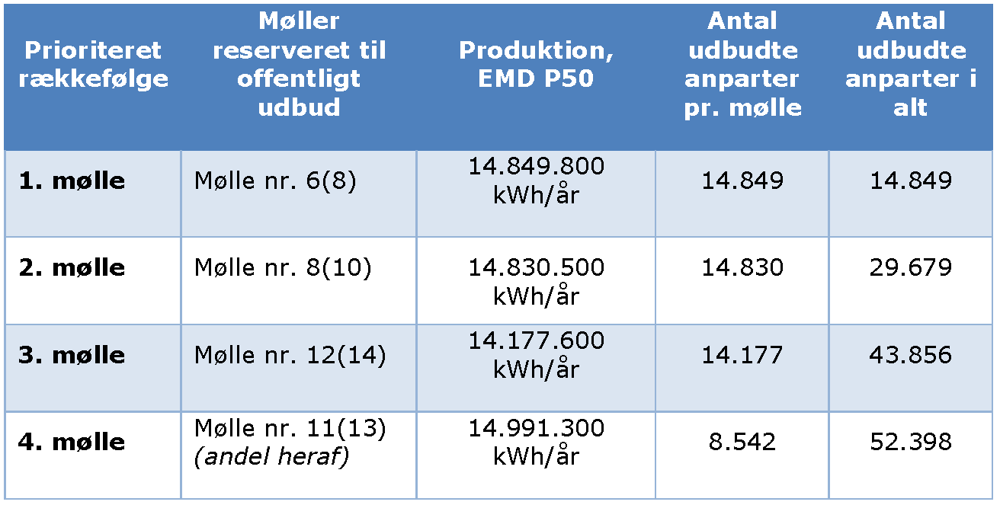 Prioriteret
rækkefølge
Møller
reserveret til
offentligt
udbud
Produktion,
EMD P50
Antal
udbudte
anparter
pr. mølle
Antal
udbudte
anparter i
alt
1. mølle
Mølle nr. 6(8)
14.849.800
kWh/år
14.849
14.849
2. mølle
Mølle nr. 8(10)
14.830.500
kWh/år
14.830
29.679
3. mølle
Mølle nr. 12(14)
14.177.600
kWh/år
14.177
43.856
4. mølle
Mølle nr. 11(13)
(andel heraf)
14.991.300
kWh/år
8.542
52.398